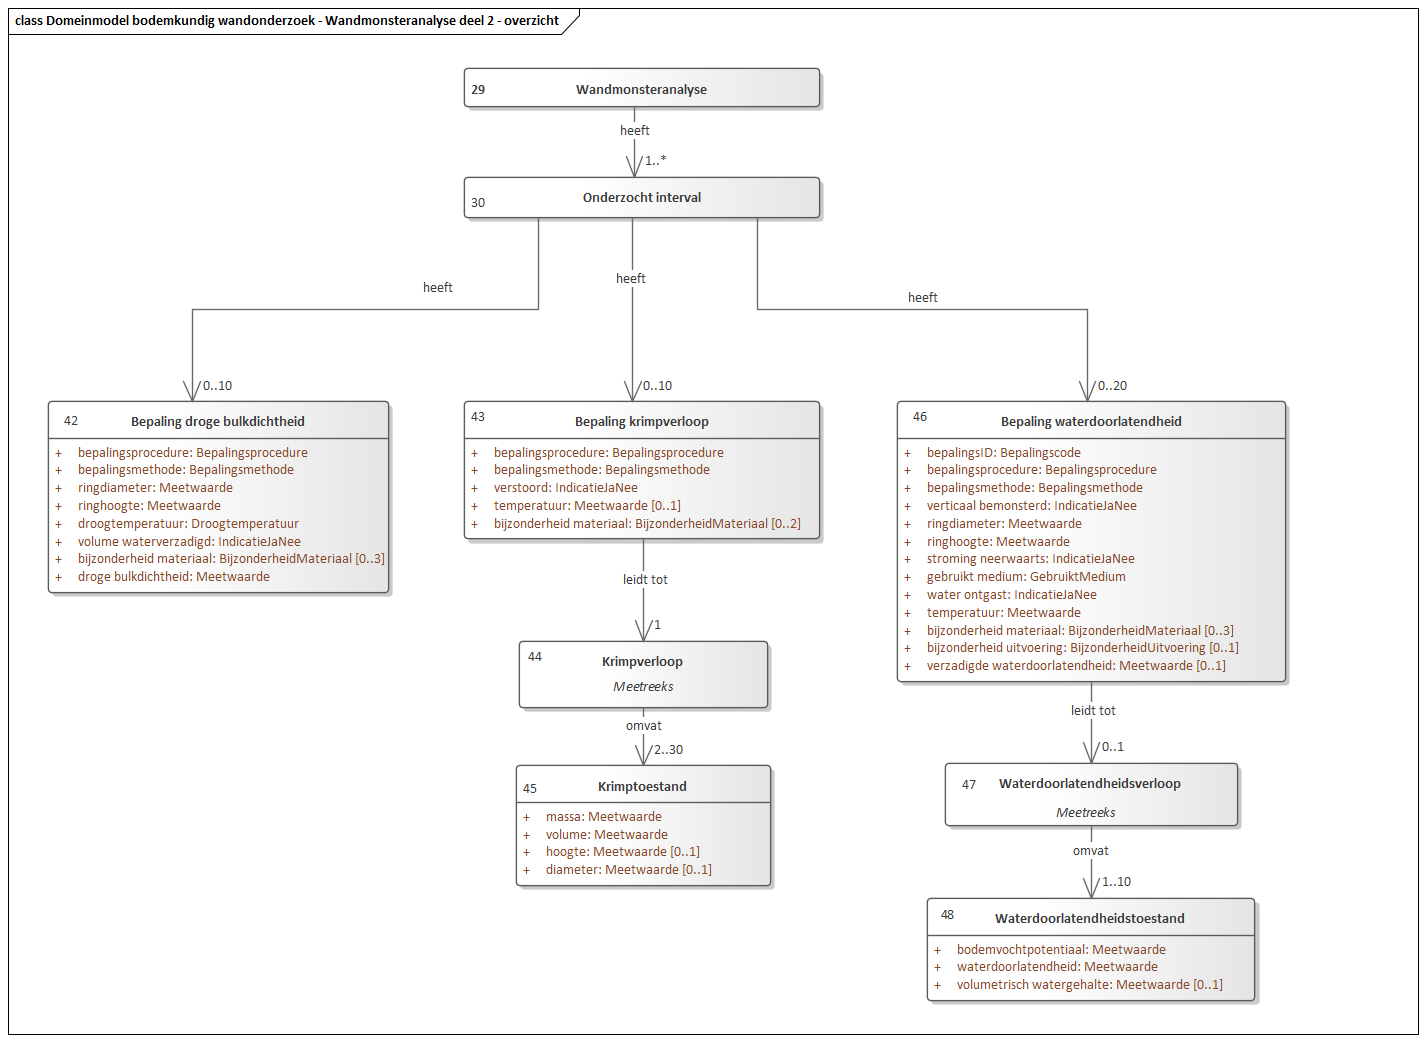 class Domeinmodel bodemkundig wandonderzoek - Wandmonsteranalyse deel 2 - overzicht
29 Wandmonsteranalyse
heeft
1..*
30 Onderzocht interval
heeft
heeft
heeft
0..10
0..10
0..20
42 Bepaling droge bulkdichtheid
+ bepalingsprocedure: Bepalingsprocedure
+ bepalingsmethode: Bepalingsmethode
+ ringdiameter: Meetwaarde
+ ringhoogte: Meetwaarde
+ droogtemperatuur: Droogtemperatuur
+ volume waterverzadigd: IndicatieJaNee
+ bijzonderheid materiaal: BijzonderheidMateriaal [0..3]
+ droge bulkdichtheid: Meetwaarde
43 Bepaling krimpverloop
+ bepalingsprocedure: Bepalingsprocedure
+ bepalingsmethode: Bepalingsmethode
+ verstoord: IndicatieJaNee
+ temperatuur: Meetwaarde [0..1]
+ bijzonderheid materiaal: BijzonderheidMateriaal [0..2]
leidt tot
1
44 Krimpverloop
Meetreeks
omvat
2..30
45 Krimptoestand
+ massa: Meetwaarde
+ volume: Meetwaarde
+ hoogte: Meetwaarde [0..1]
+ diameter: Meetwaarde [0..1]
46 Bepaling waterdoorlatendheid
+ bepalingsID: Bepalingscode
+ bepalingsprocedure: Bepalingsprocedure
+ bepalingsmethode: Bepalingsmethode
+ verticaal bemonsterd: IndicatieJaNee
+ ringdiameter: Meetwaarde
+ ringhoogte: Meetwaarde
+ stroming neerwaarts: IndicatieJaNee
+ gebruikt medium: GebruiktMedium
+ water ontgast: IndicatieJaNee
+ temperatuur: Meetwaarde
+ bijzonderheid materiaal: BijzonderheidMateriaal [0..3]
+ bijzonderheid uitvoering: BijzonderheidUitvoering [0..1]
+ verzadigde waterdoorlatendheid: Meetwaarde [0..1]
leidt tot
0..1
47 Waterdoorlatendheidsverloop
Meetreeks
omvat
1..10
48 Waterdoorlatendheidstoestand
+ bodemvochtpotentiaal: Meetwaarde
+ waterdoorlatendheid: Meetwaarde
+ volumetrisch watergehalte: Meetwaarde [0..1]